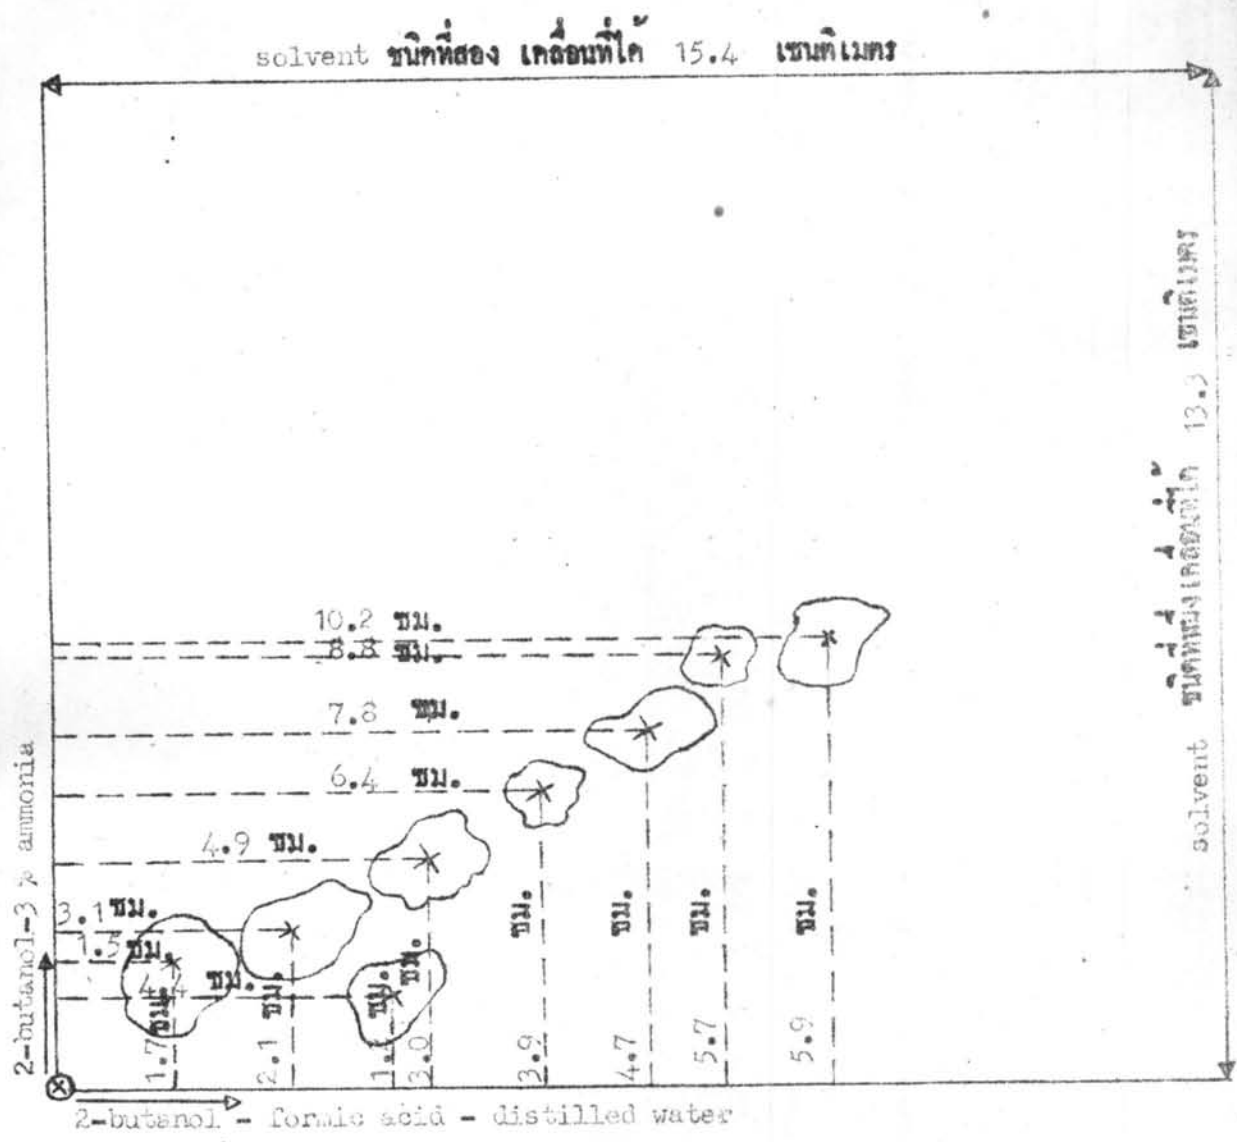 solvent ชนิดที่สอง เคลื่อนที่ได้ 15.4 เซนติเมตร
solvent ชนิดที่หนึ่ง เคลื่อนที่ได้ 13.3 เซนติเมตร
10.2 ซม.
8.8 ซม.
7.8 ซม.
6.4 ซม.
4.9 ซม.
3.1 ซม.
1.5 ซม.
4.4 ซม.
1.7 ซม.
2.1 ซม.
ซม.
3.0 ซม.
3.9 ซม.
4.7 ซม.
5.7 ซม.
5.9 ซม.
2-butanol-3 % ammonia
2-butanol - formic acid - distilled water